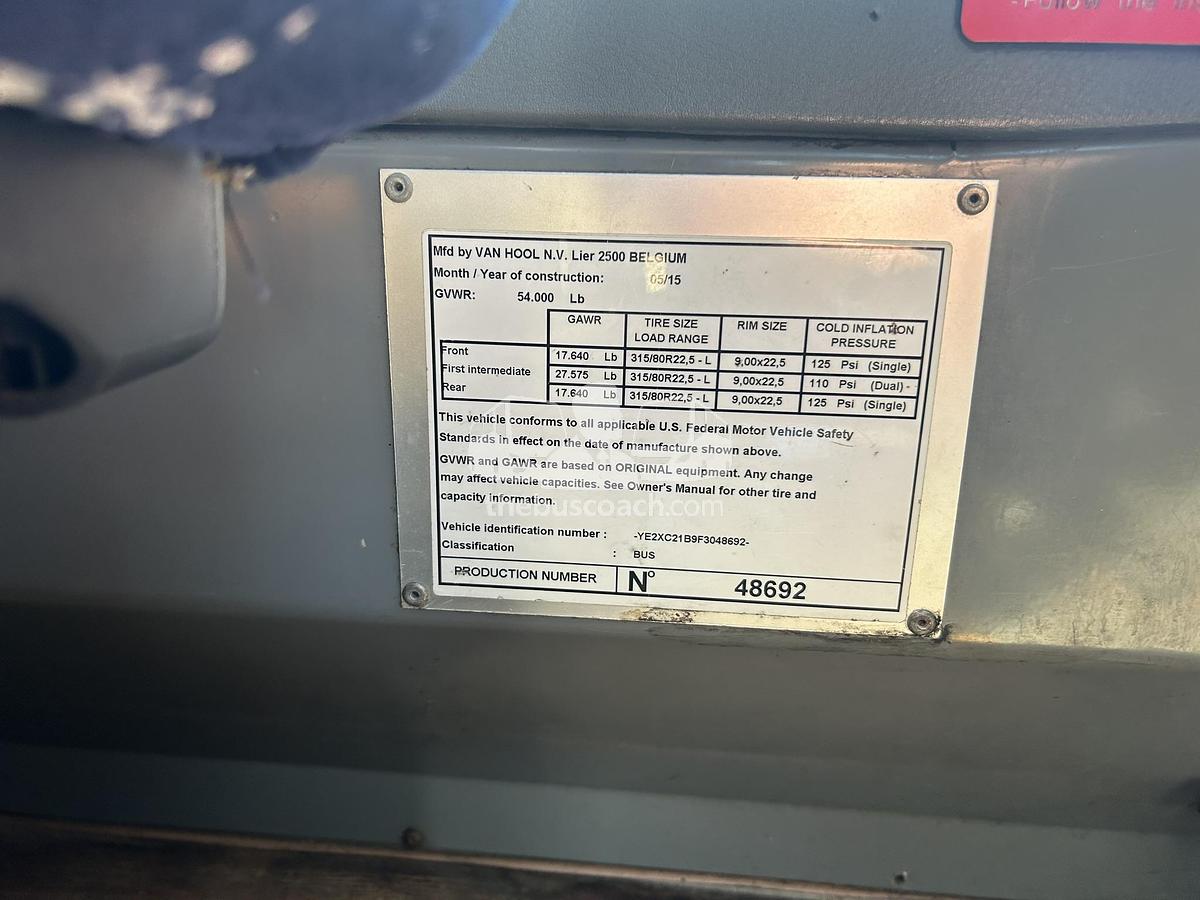 -Follow the
Mfd by VAN HOOL N.V. Lier 2500 BELGIUM
Month / Year of construction: 05/15
GVWR: 54.000 Lb
GAWR TIRE SIZE LOAD RANGE RIM SIZE COLD INFLATION PRESSURE
Front 17.640 Lb 315/80R22,5 - L 9,00x22,5 125 Psi (Single)
First intermediate 27.575 Lb 315/80R22,5 - L 9,00x22,5 110 Psi (Dual) -
Rear 17.640 Lb 315/80R22,5 - L 9,00x22,5 125 Psi (Single)
This vehicle conforms to all applicable U.S. Federal Motor Vehicle Safety
Standards in effect on the date of manufacture shown above.
GVWR and GAWR are based on ORIGINAL equipment. Any change
may affect vehicle capacities. See Owner's Manual for other tire and
capacity information.
thebuscoach.com
Vehicle identification number : -YE2XC21B9F3048692-
Classification : BUS
PRODUCTION NUMBER N° 48692